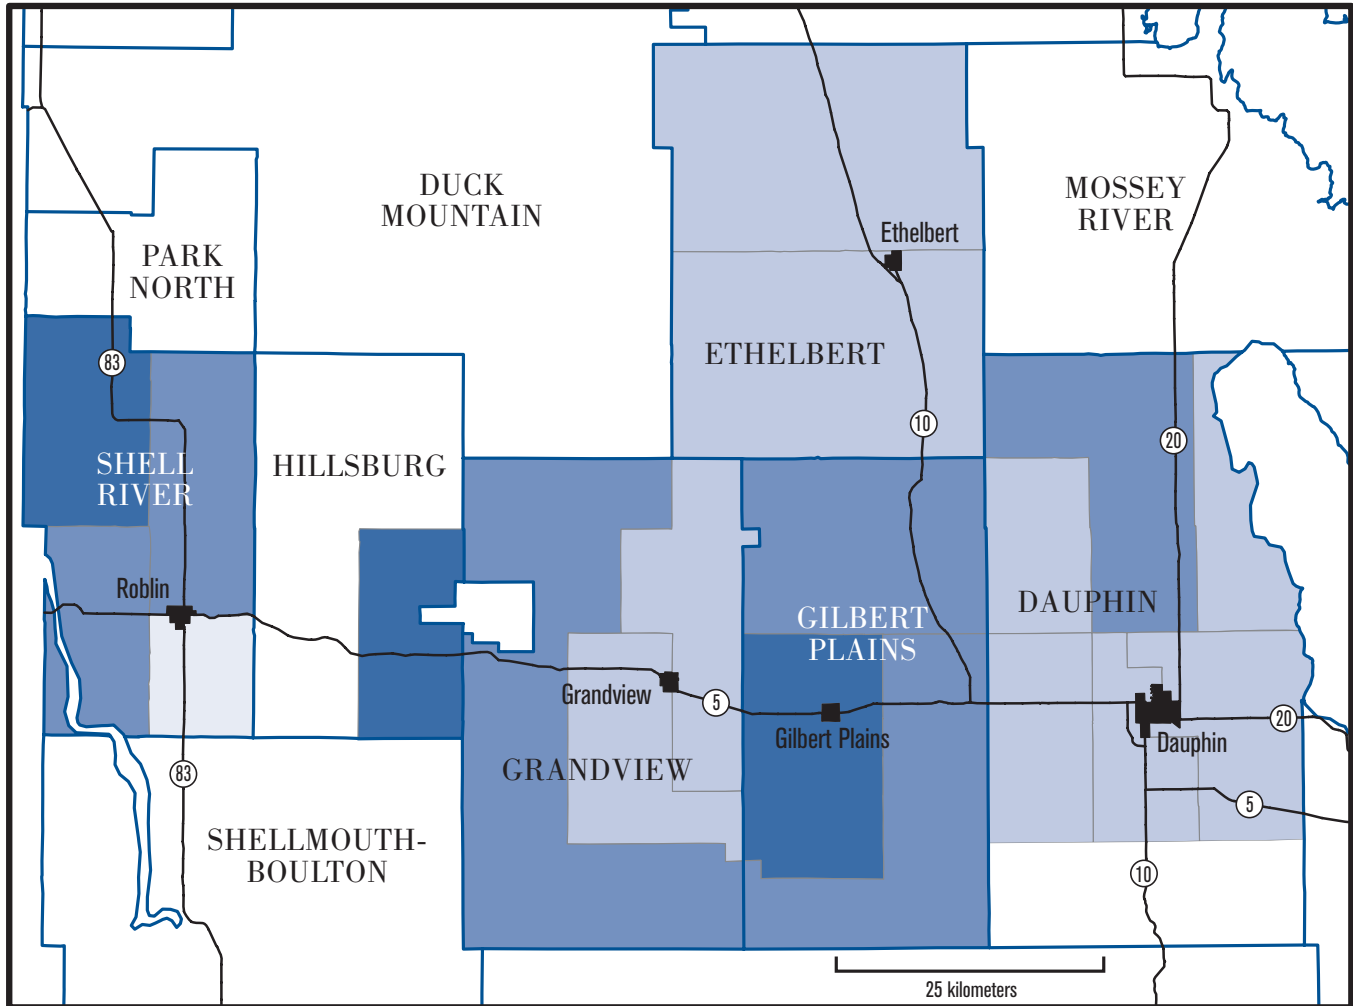 DUCK
MOUNTAIN
MOSSEY
RIVER
Ethelbert
PARK
NORTH
83
ETHELBERT
10
20
SHELL
RIVER
HILLSBURG
Roblin
GILBERT
PLAINS
DAUPHIN
Grandview
5
Gilbert Plains
20
Dauphin
83
GRANDVIEW
5
SHELLMOUTH-
BOULTON
10
25 kilometers